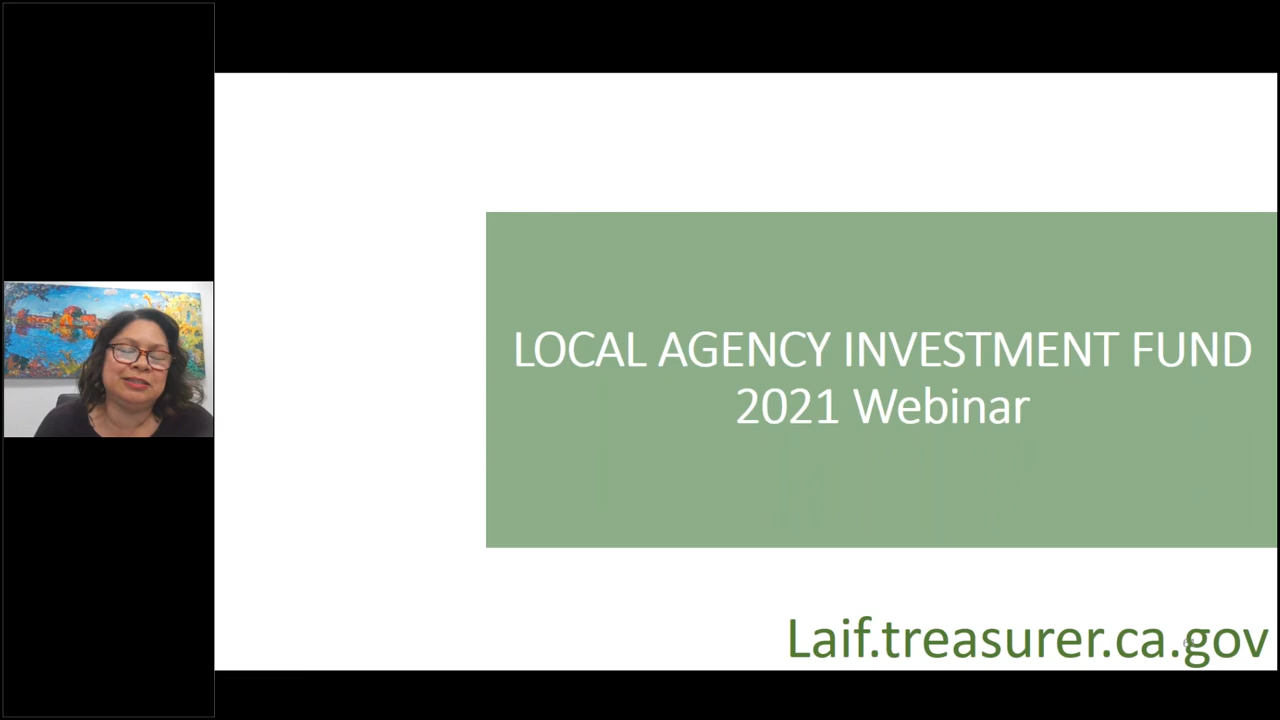 LOCAL AGENCY INVESTMENT FUND
2021 Webinar
Laif.treasurer.ca.gov